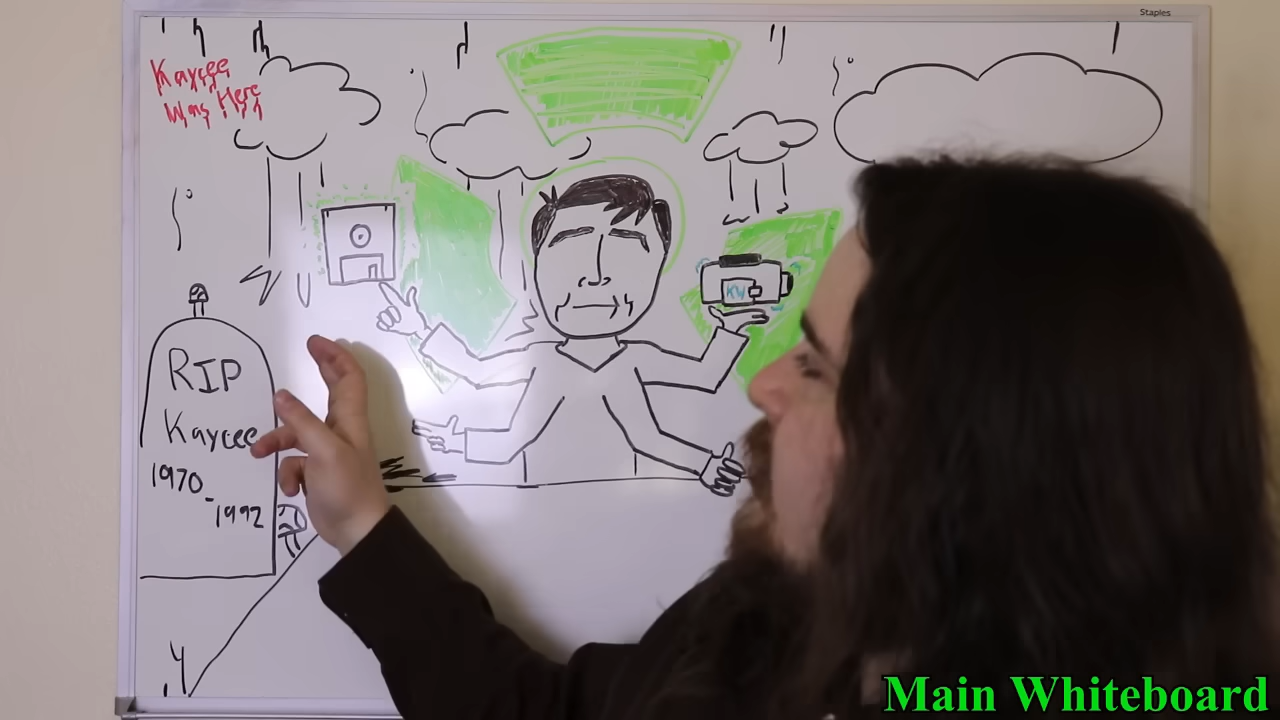 Staples
Kaycee
Was Here
KW
RIP
Kaycee
1970-
1992
Main Whiteboard